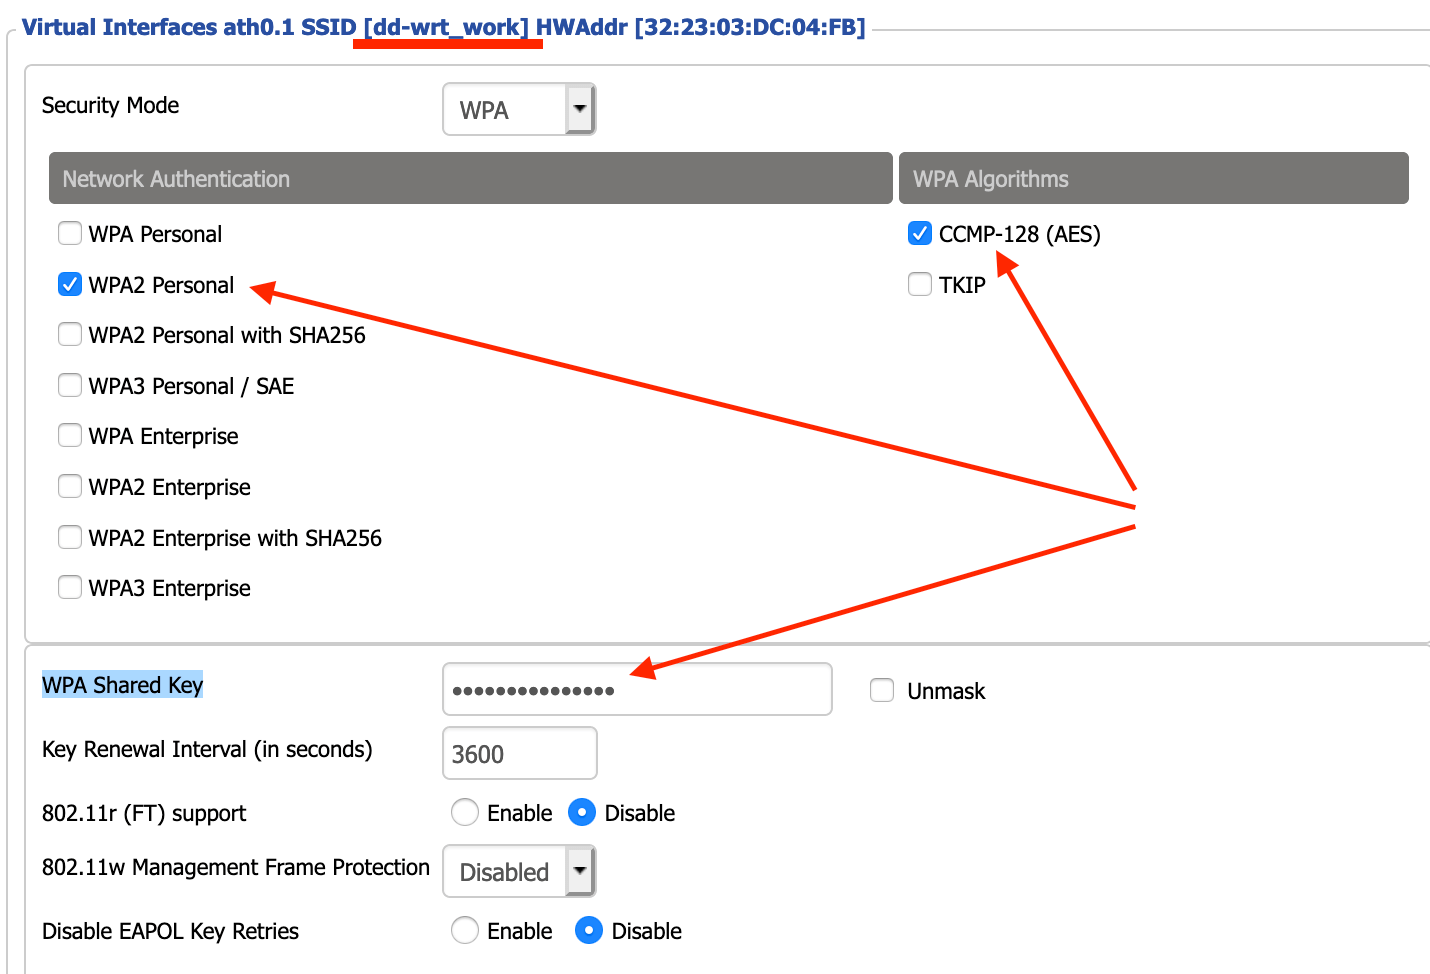 Virtual Interfaces ath0.1 SSID [dd-wrt_work] HWAddr [32:23:03:DC:04:FB]
Security Mode WPA
Network Authentication WPA Algorithms
WPA Personal CCMP-128 (AES)
WPA2 Personal TKIP
WPA2 Personal with SHA256
WPA3 Personal / SAE
WPA Enterprise
WPA2 Enterprise
WPA2 Enterprise with SHA256
WPA3 Enterprise
WPA Shared Key ••••••••••••••• Unmask
Key Renewal Interval (in seconds) 3600
802.11r (FT) support Enable Disable
802.11w Management Frame Protection Disabled
Disable EAPOL Key Retries Enable Disable